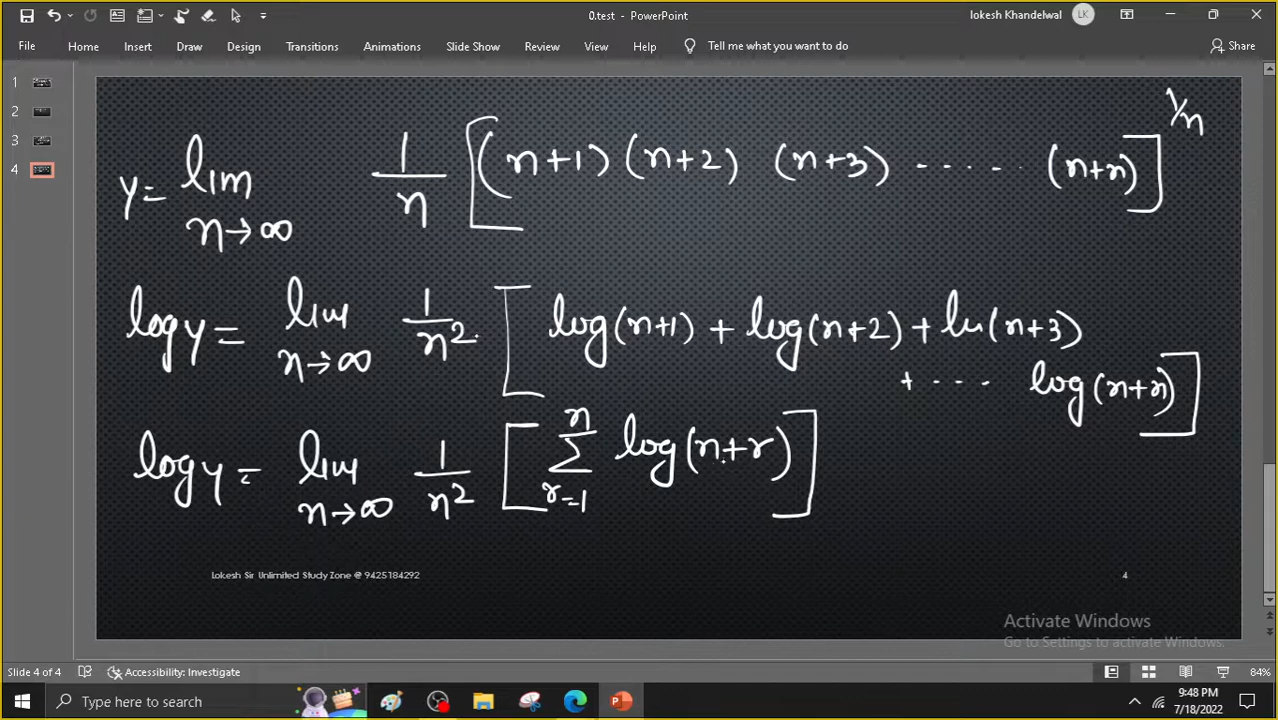 0.test - PowerPoint
lokesh Khandelwal LK
File Home Insert Draw Design Transitions Animations Slide Show Review View Help Tell me what you want to do Share
1
2
3
4
y = lim n→∞ 1/n [(n+1)(n+2) (n+3) ...... (n+n)]^1/n
log y = lim n→∞ 1/n² [log(n+1) + log(n+2) + ln(n+3)
+ ... log(n+n)]
log y = lim n→∞ 1/n² [∑ r=1 n log(n+r)]
Lokesh Sir Unlimited Study Zone @ 9425184292 4
Activate Windows
Go to Settings to activate Windows.
Slide 4 of 4 Accessibility: Investigate 84%
Type here to search
9:48 PM
7/18/2022